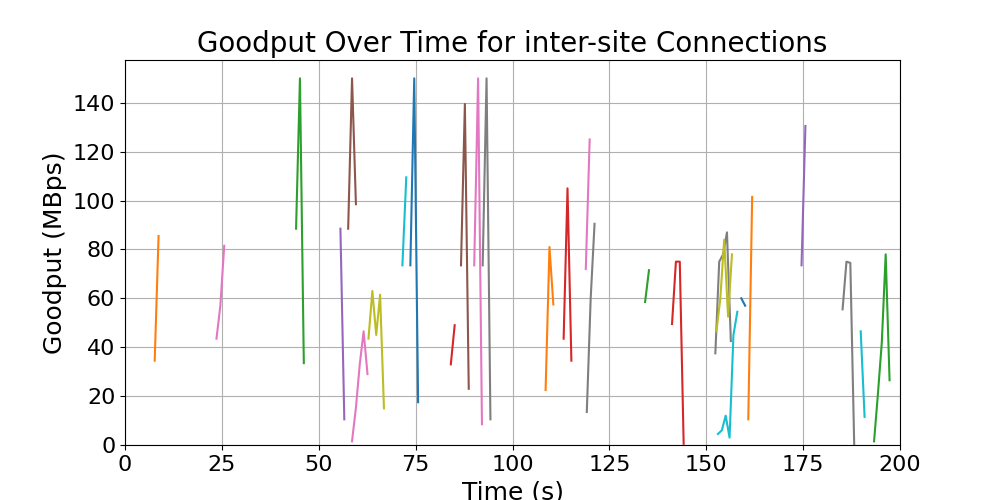 Goodput Over Time for inter-site Connections
Goodput (MBps)
140
120
100
80
60
40
20
0
0 25 50 75 100 125 150 175 200
Time (s)